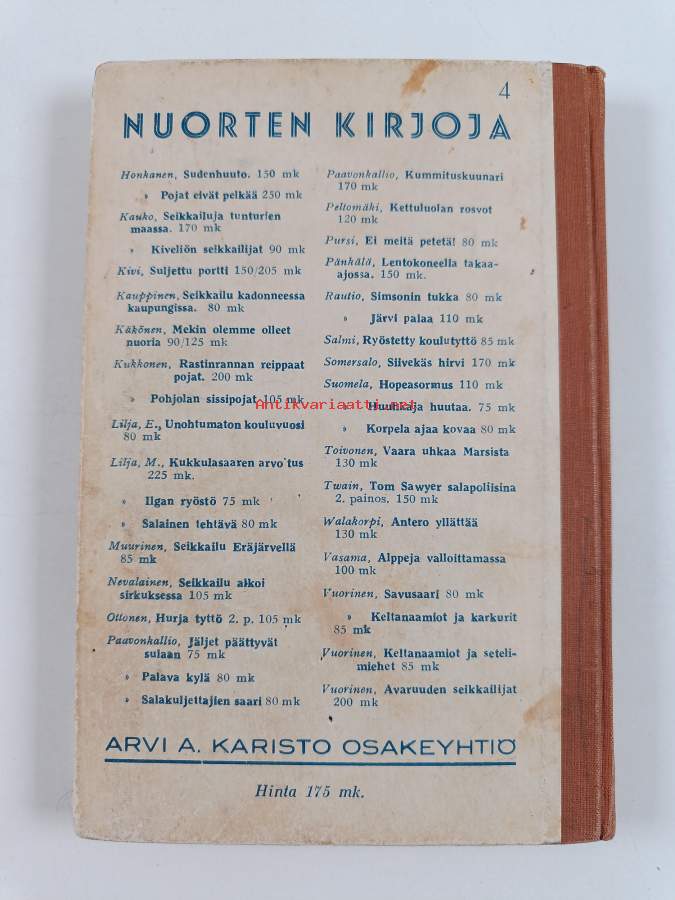 4
NUORTEN KIRJOJA
Honkanen, Sudenhuuto. 150 mk
» Pojat eivät pelkää 250 mk
Kauko, Seikkailuja tunturien
maassa. 170 mk
» Kiveliön seikkailijat 90 mk
Kivi, Suljettu portti 150/205 mk
Kauppinen, Seikkailu kadonneessa
kaupungissa. 80 mk
Käkönen, Mekin olemme olleet
nuoria 90/125 mk
Kukkonen, Rastinrannan reippaat
pojat. 200 mk
» Pohjolan sissipojat 105 mk
Lilja, E., Unohtumaton kouluvuosi
80 mk
Lilja, M., Kukkulasaaren arvo tus
225 mk.
» Ilgan ryöstö 75 mk
» Salainen tehtävä 80 mk
Muurinen, Seikkailu Eräjärvellä
85 mk
Nevalainen, Seikkailu alkoi
sirkuksessa 105 mk
Ottonen, Hurja tyttö 2. p. 105 mk
Paavonkallio, Jäljet päättyvät
sulaan 75 mk
» Palava kylä 80 mk
» Salakuljettajien saari 80 mk
Paavonkallio, Kummituskuunari
170 mk
Peltomäki, Kettuluolan rosvot
120 mk
Pursi, Ei meitä petetä! 80 mk
Pänkälä, Lentokoneella takaa-
ajossa. 150 mk.
Rautio, Simsonin tukka 80 mk
» Järvi palaa 110 mk
Salmi, Ryöstetty koulutyttö 85 mk
Somersalo, Siivekäs hirvi 170 mk
Suomela, Hopeasormus 110 mk
» Huuhkaja huutaa. 75 mk
» Korpela ajaa kovaa 80 mk
Toivonen, Vaara uhkaa Marsista
130 mk
Twain, Tom Sawyer salapoliisina
2. painos. 150 mk
Walakorpi, Antero yllättää
130 mk
Vasama, Alppeja valloittamassa
100 mk
Vuorinen, Savusaari 80 mk
» Keltanaamiot ja karkurit
85 mk
Vuorinen, Keltanaamiot ja seteli-
miehet 85 mk
Vuorinen, Avaruuden seikkailijat
200 mk
Antikvariaatti.net
ARVI A. KARISTO OSAKEYHTIÖ
Hinta 175 mk.